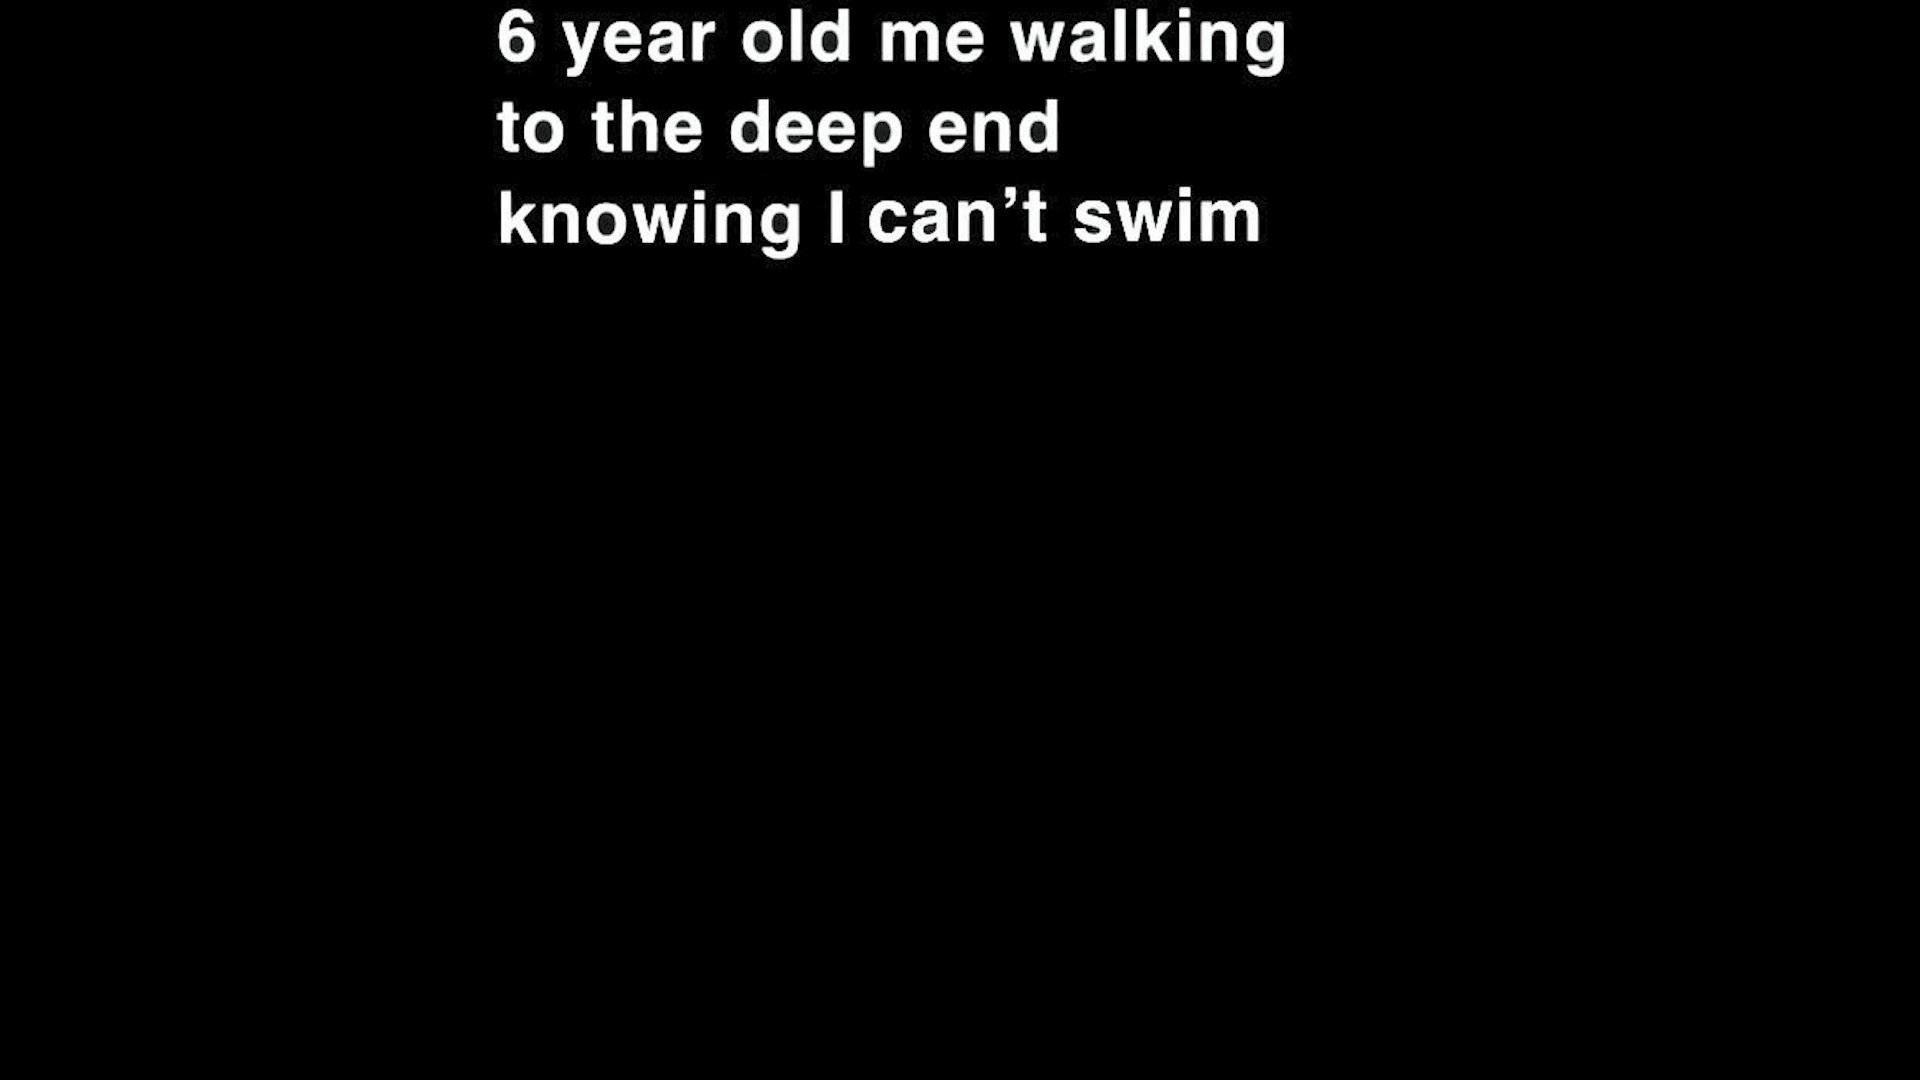 6 year old me walking
to the deep end
knowing I can’t swim